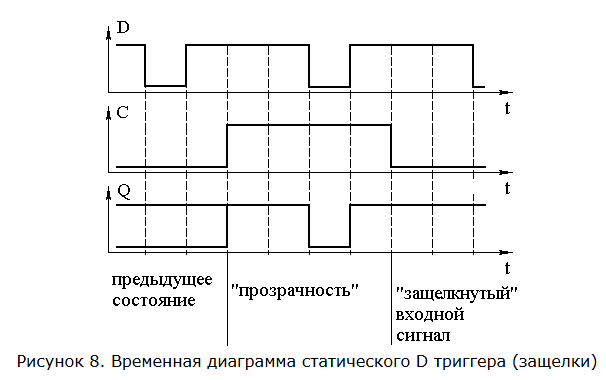 D
t
C
t
Q
t
предыдущее
состояние
"прозрачность"
"защелкнутый"
входной
сигнал
Рисунок 8. Временная диаграмма статического D триггера (защелки)